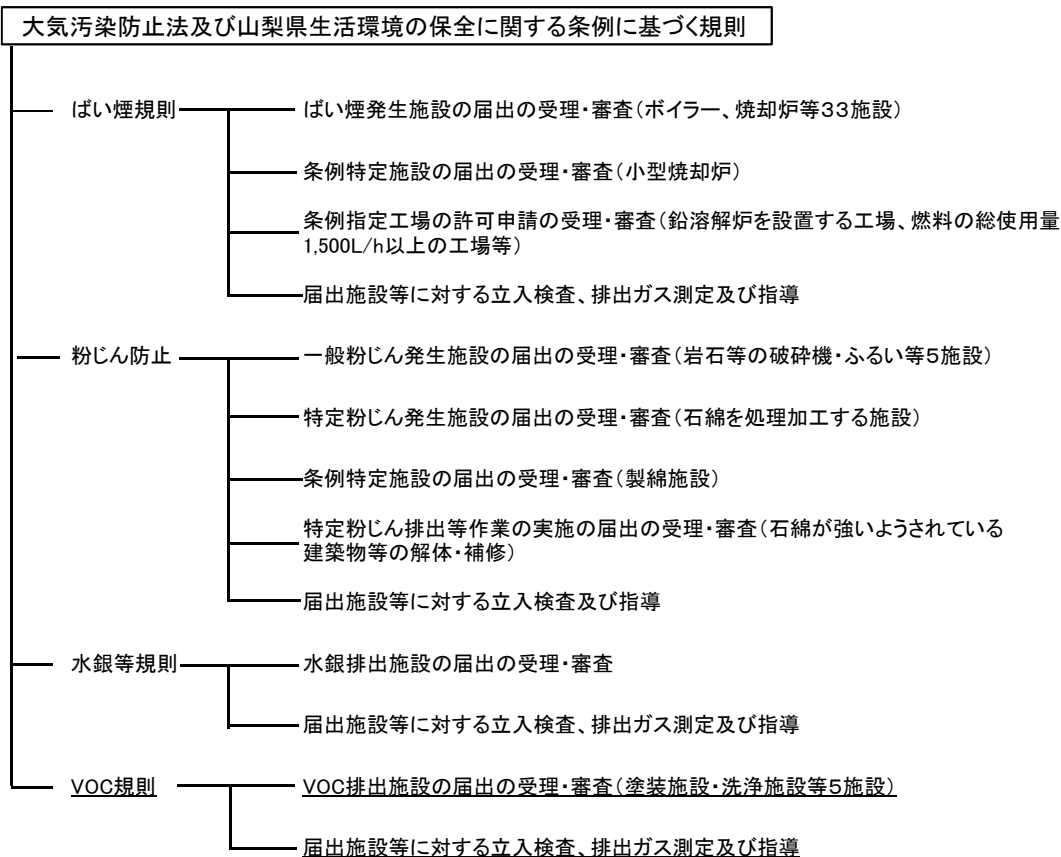 大気汚染防止法及び山梨県生活環境の保全に関する条例に基づく規則
ばい煙規則
ばい煙発生施設の届出の受理・審査（ボイラー、焼却炉等３３施設）
条例特定施設の届出の受理・審査（小型焼却炉）
条例指定工場の許可申請の受理・審査（鉛溶解炉を設置する工場、燃料の総使用量
1,500L/h以上の工場等）
届出施設等に対する立入検査、排出ガス測定及び指導
粉じん防止
一般粉じん発生施設の届出の受理・審査（岩石等の破砕機・ふるい等５施設）
特定粉じん発生施設の届出の受理・審査（石綿を処理加工する施設）
条例特定施設の届出の受理・審査（製綿施設）
特定粉じん排出等作業の実施の届出の受理・審査（石綿が強いようされている
建築物等の解体・補修）
届出施設等に対する立入検査及び指導
水銀等規則
水銀排出施設の届出の受理・審査
届出施設等に対する立入検査、排出ガス測定及び指導
VOC規則
VOC排出施設の届出の受理・審査（塗装施設・洗浄施設等５施設）
届出施設等に対する立入検査、排出ガス測定及び指導